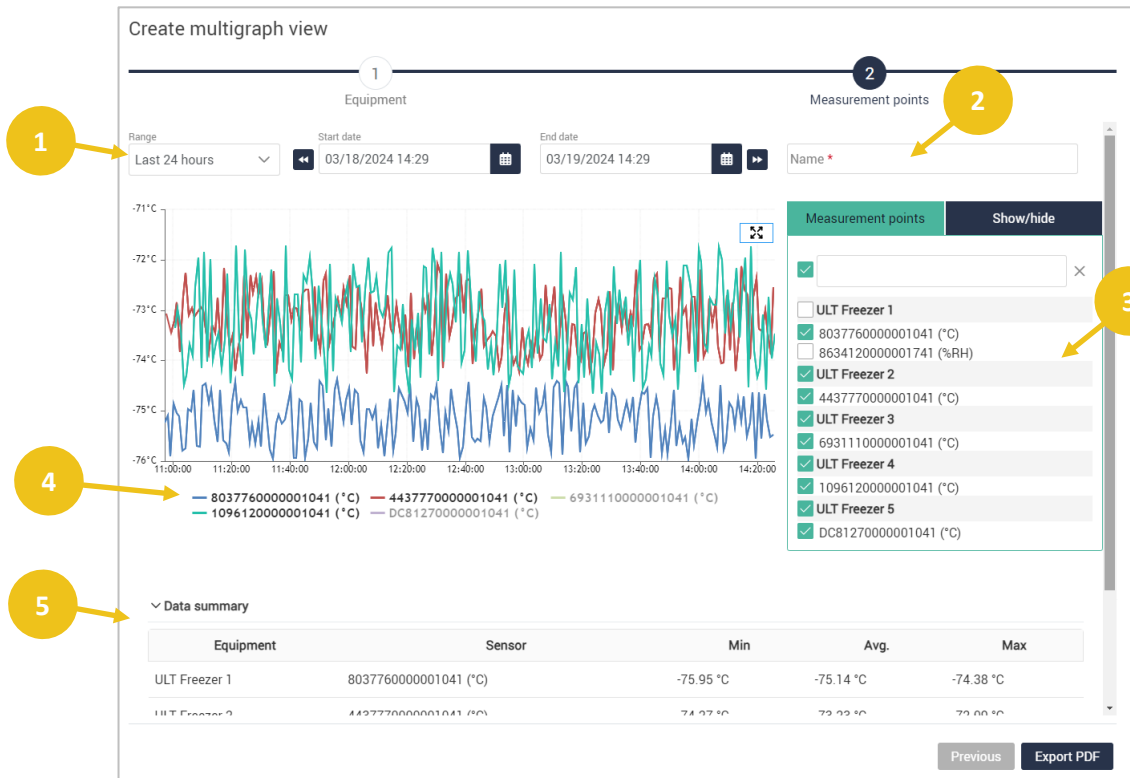 Create multigraph view
1
2
Equipment
Measurement points
2
1
Range
Start date
End date
Last 24 hours
03/18/2024 14:29
03/19/2024 14:29
Name *
-71°C
-72°C
-73°C
-74°C
-75°C
-76°C
11:00:00 11:20:00 11:40:00 12:00:00 12:20:00 12:40:00 13:00:00 13:20:00 13:40:00 14:00:00 14:20:00
Measurement points
Show/hide
3
ULT Freezer 1
8037760000001041 (°C)
8634120000001741 (%RH)
ULT Freezer 2
4437770000001041 (°C)
ULT Freezer 3
6931110000001041 (°C)
ULT Freezer 4
1096120000001041 (°C)
ULT Freezer 5
DC81270000001041 (°C)
4
8037760000001041 (°C) 4437770000001041 (°C) 6931110000001041 (°C)
1096120000001041 (°C) DC81270000001041 (°C)
5
Data summary
Equipment Sensor Min Avg. Max
ULT Freezer 1 8037760000001041 (°C) -75.95 °C -75.14 °C -74.38 °C
ULT Freezer 2 4437770000001041 (°C)
Previous
Export PDF